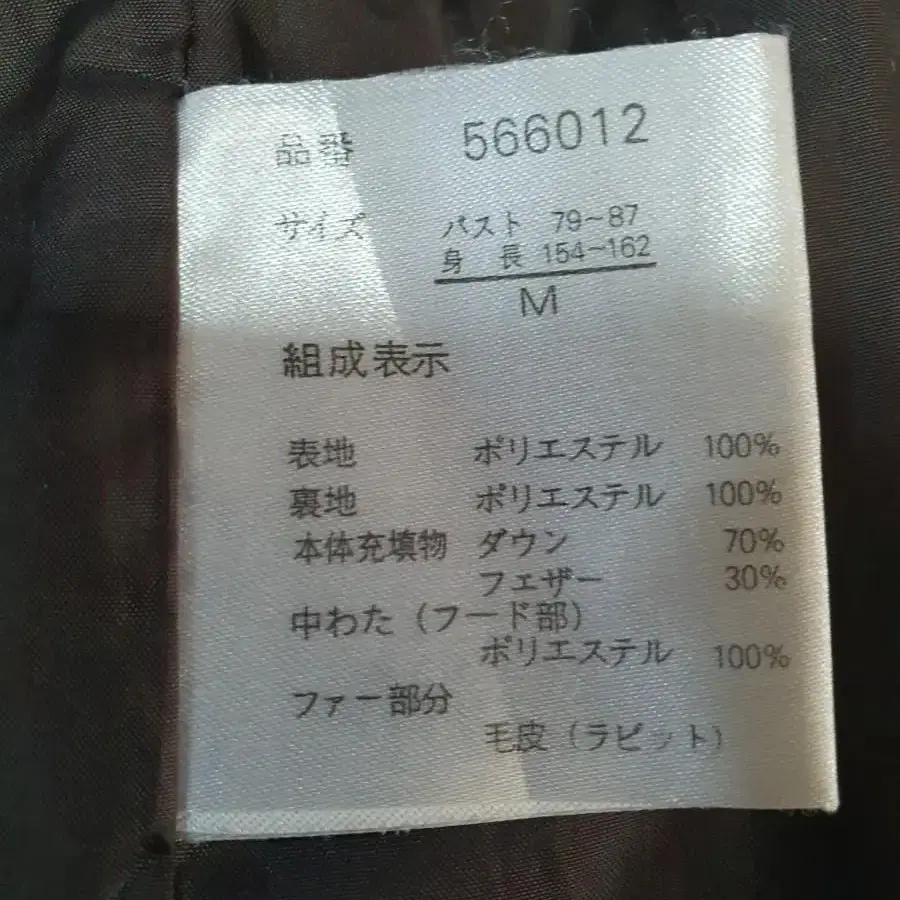 品番 566012
サイズ バスト 79~87
身長 154~162
M
組成表示
表地 ポリエステル 100%
裏地 ポリエステル 100%
本体充填物 ダウン 70%
フェザー 30%
中わた(フード部)
ポリエステル 100%
ファー部分
毛皮(ラビット)